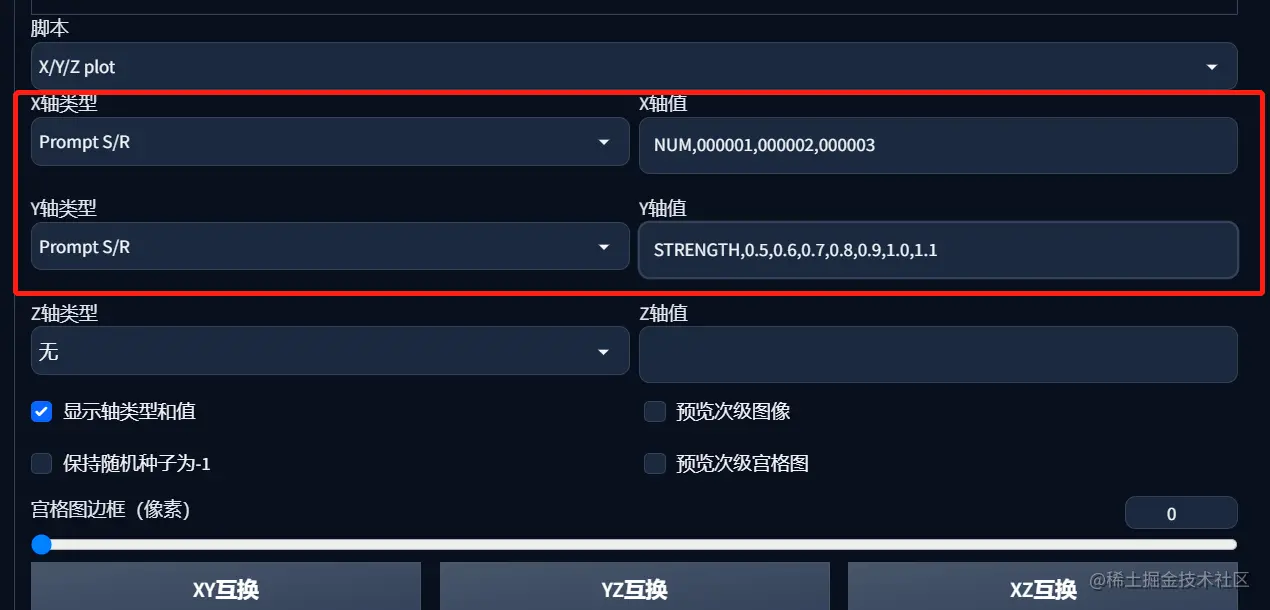 脚本
X/Y/Z plot
X轴类型
X轴值
Prompt S/R
NUM,000001,000002,000003
Y轴类型
Y轴值
Prompt S/R
STRENGTH,0.5,0.6,0.7,0.8,0.9,1.0,1.1
Z轴类型
Z轴值
无
显示轴类型和值
预览次级图像
保持随机种子为-1
预览次级宫格图
宫格图边框（像素）
0
XY互换
YZ互换
XZ互换
@稀土掘金技术社区